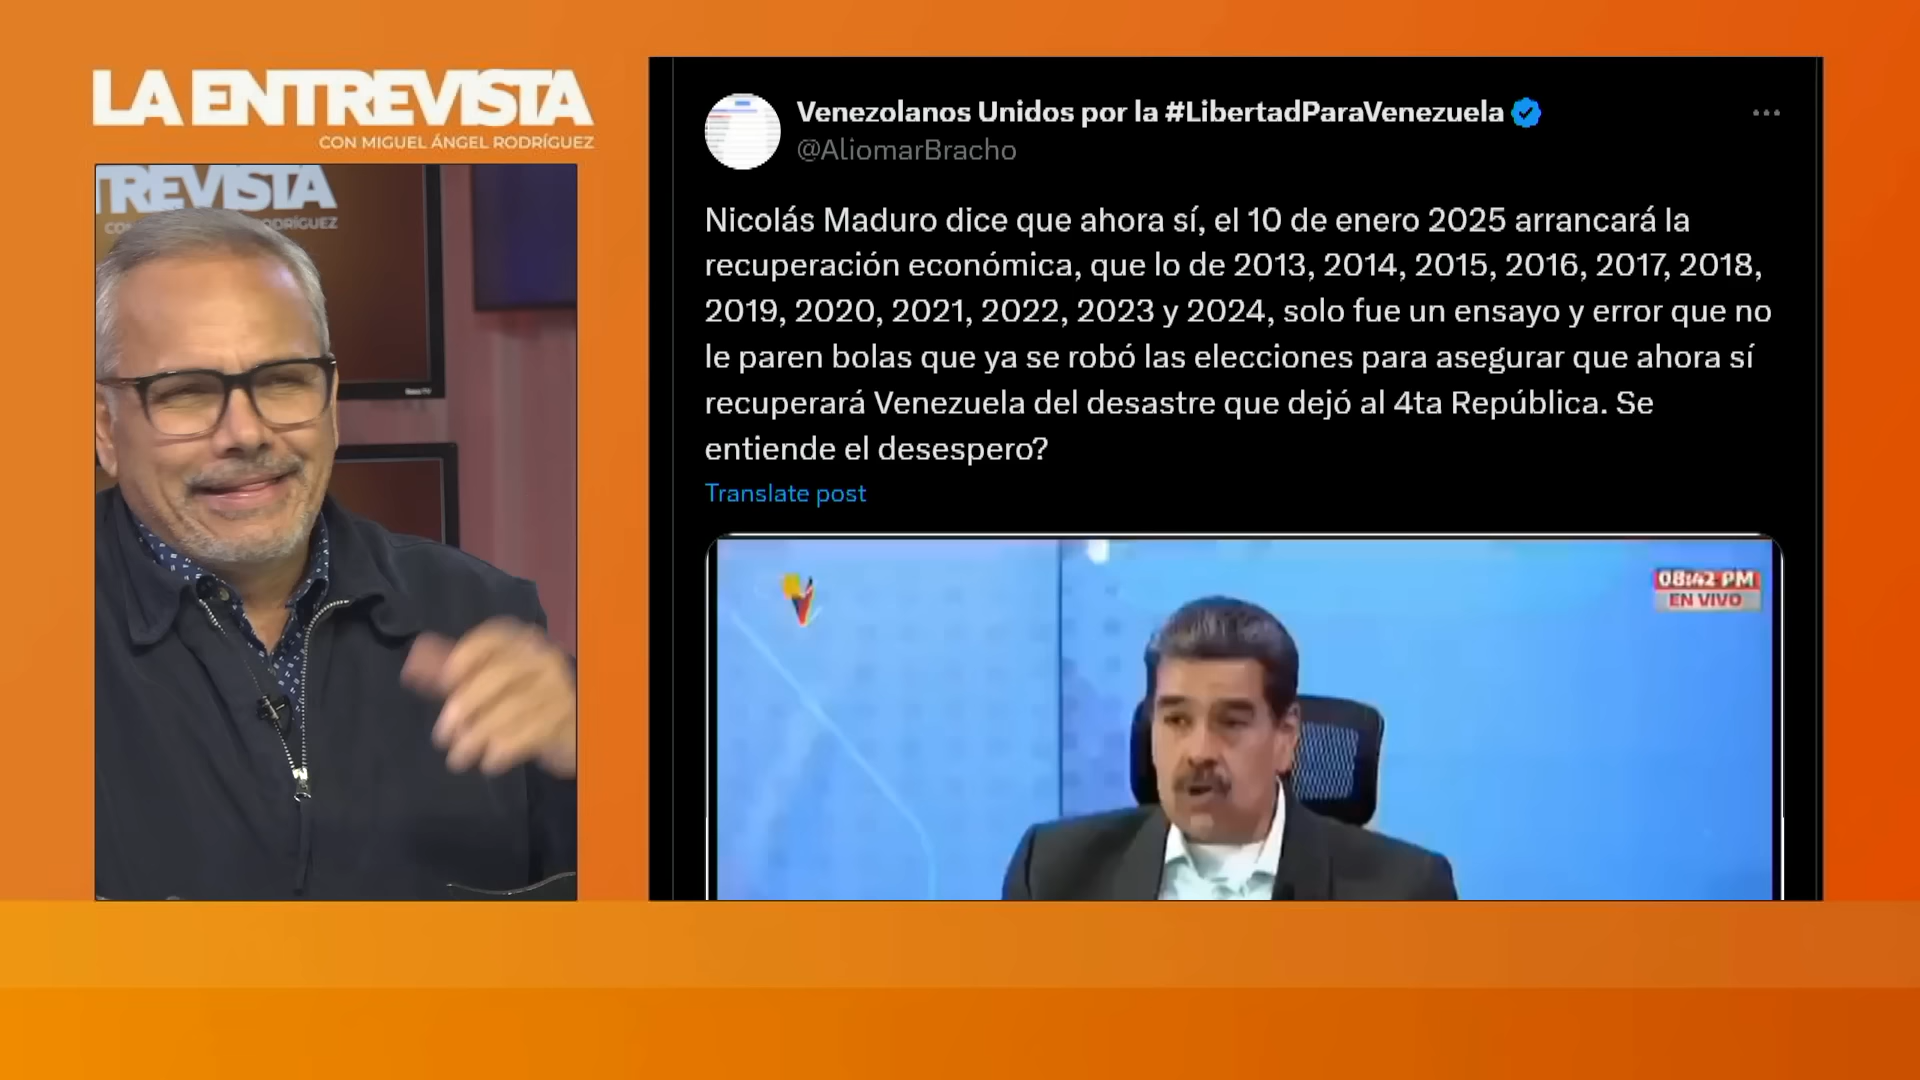 LA ENTREVISTA
CON MIGUEL ÁNGEL RODRÍGUEZ
TREVISTA
CON
RODRÍGUEZ
Venezolanos Unidos por la #LibertadParaVenezuela
@AliomarBracho
Nicolás Maduro dice que ahora sí, el 10 de enero 2025 arrancará la
recuperación económica, que lo de 2013, 2014, 2015, 2016, 2017, 2018,
2019, 2020, 2021, 2022, 2023 y 2024, solo fue un ensayo y error que no
le paren bolas que ya se robó las elecciones para asegurar que ahora sí
recuperará Venezuela del desastre que dejó al 4ta República. Se
entiende el desespero?
Translate post
08:42 PM
EN VIVO